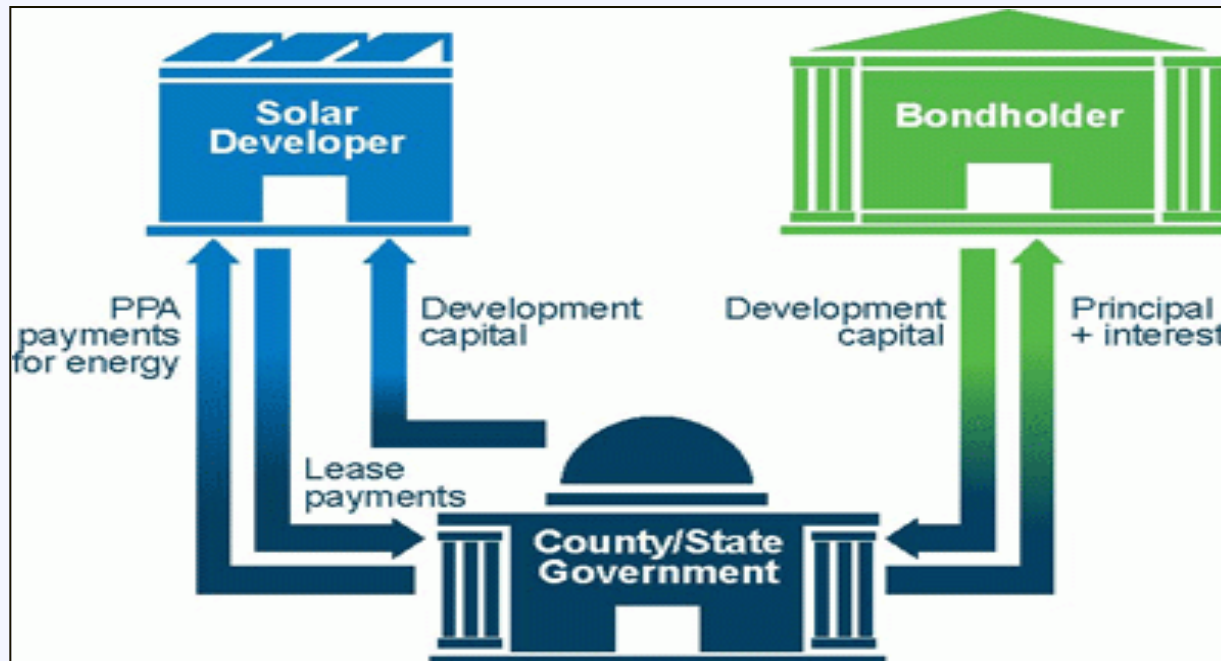 Solar
Developer
Bondholder
PPA
payments
for energy
Development
capital
Development
capital
Principal
+ interest
Lease
payments
County/State
Government